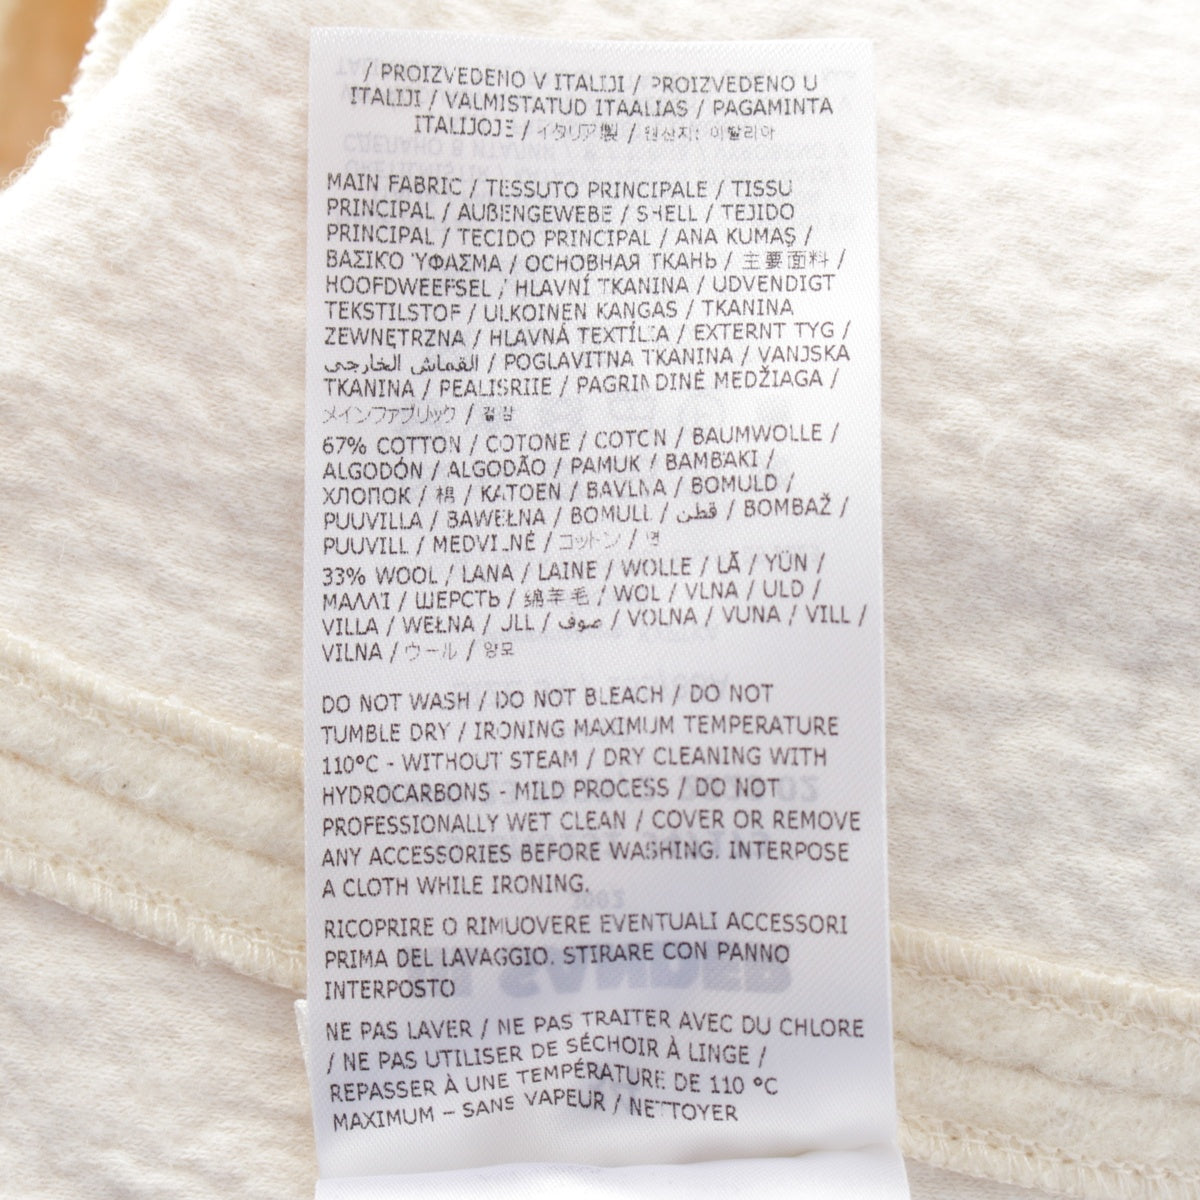 / PROIZVEDENO V ITALIJI / PROIZVEDENO U
ITALIJI / VALMISTATUD ITAALIAS / PAGAMINTA
ITALIJOJE / イタリア製 / 원산지: 이탈리아
MAIN FABRIC / TESSUTO PRINCIPALE / TISSU
PRINCIPAL / AUßENGEWEBE / SHELL / TEJIDO
PRINCIPAL / TECIDO PRINCIPAL / ANA KUMAŞ /
ΒΑΣΙΚΌ ΎΦΑΣΜΑ / ОСНОВНАЯ ТКАНЬ / 主要面料 /
HOOFDWEEFSEL / HLAVNÍ TKANINA / UDVENDIGT
TEKSTILSTOF / ULKOINEN KANGAS / TKANINA
ZEWNĘTRZNA / HLAVNÁ TEXTÍLIA / EXTERNT TYG /
القماش الخارجي / POGLAVITNA TKANINA / VANJSKA
TKANINA / PEALISRIIE / PAGRINDINĖ MEDŽIAGA /
メインファブリック / 겉감
67% COTTON / COTONE / COTON / BAUMWOLLE /
ALGODÓN / ALGODÃO / PAMUK / ΒΑΜΒΆΚΙ /
ХЛОПОК / 棉 / KATOEN / BAVLNA / BOMULD /
PUUVILLA / BAWEŁNA / BOMULL / قطن / BOMBAŽ /
PUUVILL / MEDVILNĖ / コットン / 면
33% WOOL / LANA / LAINE / WOLLE / LÃ / YÜN /
ΜΑΛΛΊ / ШЕРСТЬ / 绵羊毛 / WOL / VLNA / ULD /
VILLA / WEŁNA / ULL / صوف / VOLNA / VUNA / VILL /
VILNA / ウール / 양모
DO NOT WASH / DO NOT BLEACH / DO NOT
TUMBLE DRY / IRONING MAXIMUM TEMPERATURE
110°C - WITHOUT STEAM / DRY CLEANING WITH
HYDROCARBONS - MILD PROCESS / DO NOT
PROFESSIONALLY WET CLEAN / COVER OR REMOVE
ANY ACCESSORIES BEFORE WASHING. INTERPOSE
A CLOTH WHILE IRONING.
RICOPRIRE O RIMUOVERE EVENTUALI ACCESSORI
PRIMA DEL LAVAGGIO. STIRARE CON PANNO
INTERPOSTO
NE PAS LAVER / NE PAS TRAITER AVEC DU CHLORE
/ NE PAS UTILISER DE SÉCHOIR À LINGE /
REPASSER À UNE TEMPÉRATURE DE 110 °C
MAXIMUM – SANS VAPEUR / NETTOYER